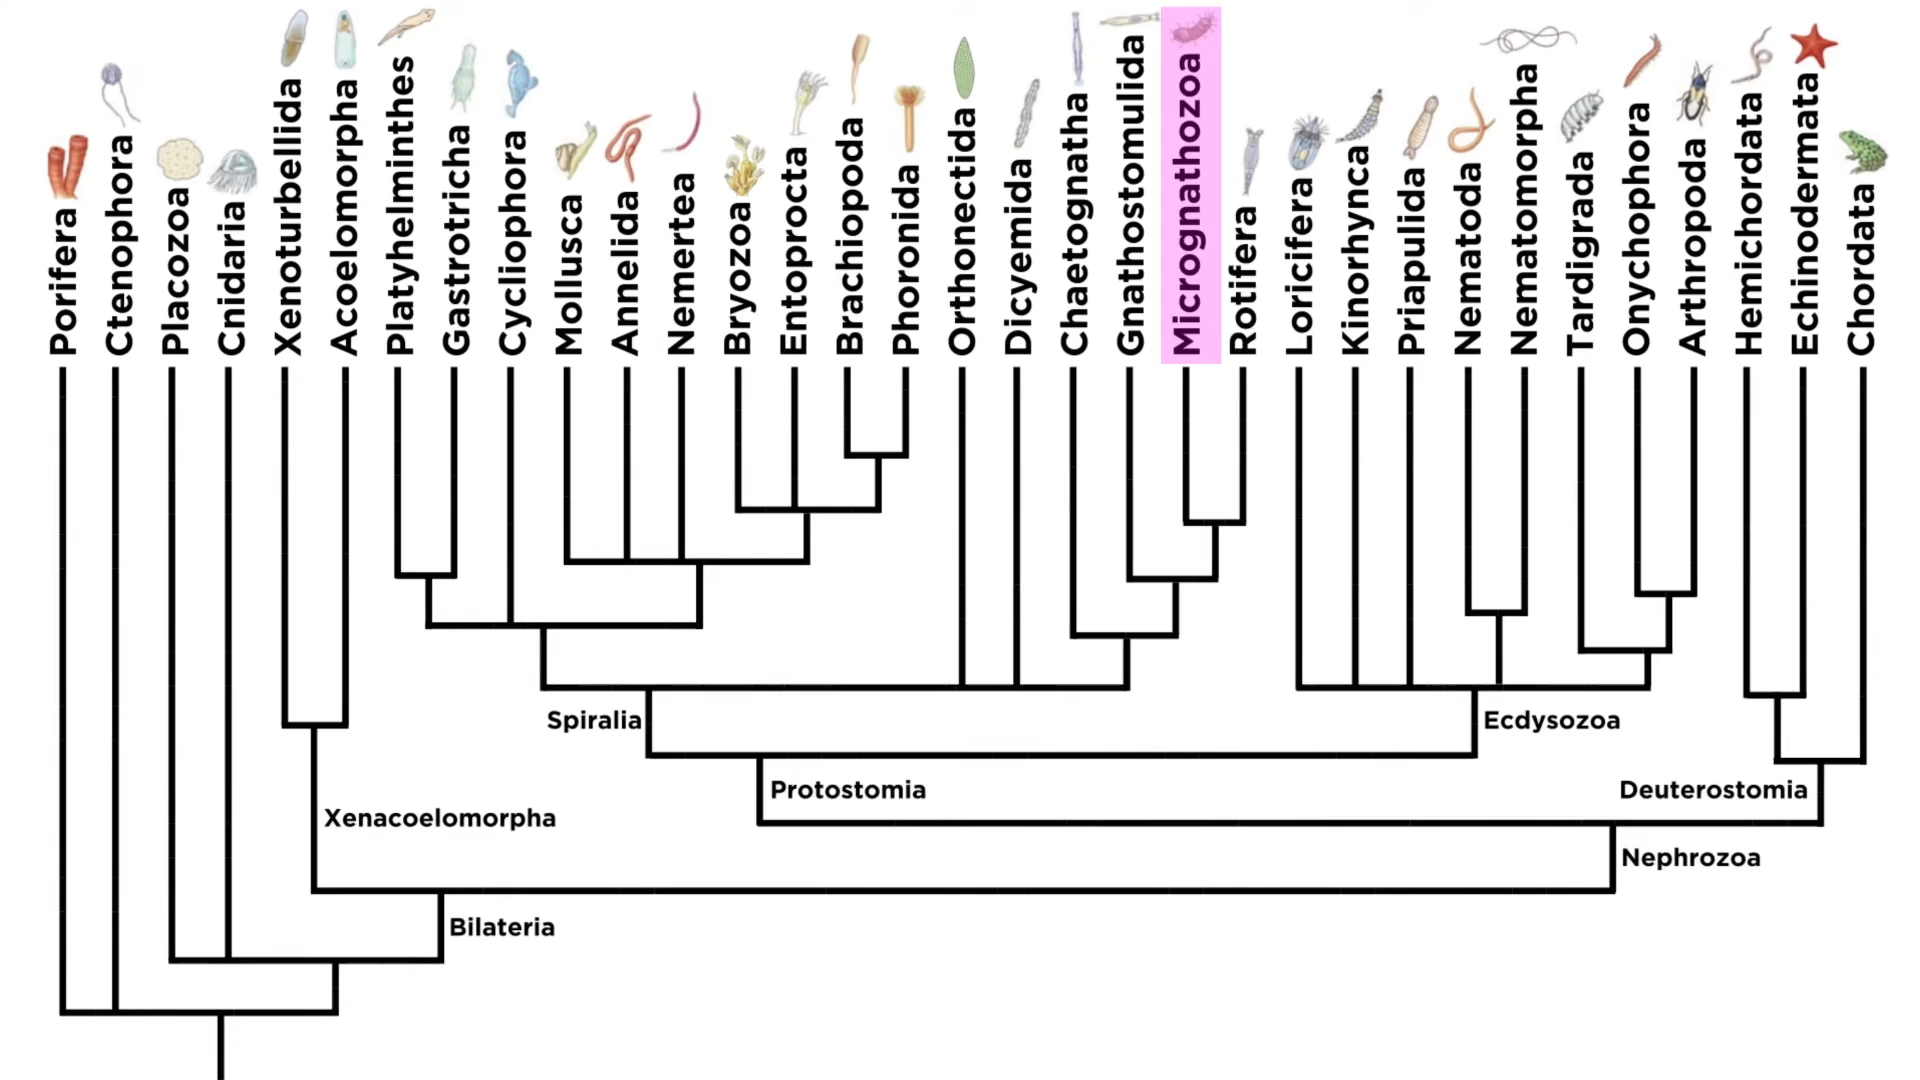 Porifera
Ctenophora
Placozoa
Cnidaria
Xenoturbellida
Acoelomorpha
Platyhelminthes
Gastrotricha
Cycliophora
Mollusca
Annelida
Nemertea
Bryozoa
Entoprocta
Brachiopoda
Phoronida
Orthonectida
Dicyemida
Chaetognatha
Gnathostomulida
Micrognathozoa
Rotifera
Loricifera
Kinorhynca
Priapulida
Nematoda
Nematomorpha
Tardigrada
Onychophora
Arthropoda
Hemichordata
Echinodermata
Chordata
Spiralia
Ecdysozoa
Protostomia
Deuterostomia
Xenacoelomorpha
Nephrozoa
Bilateria